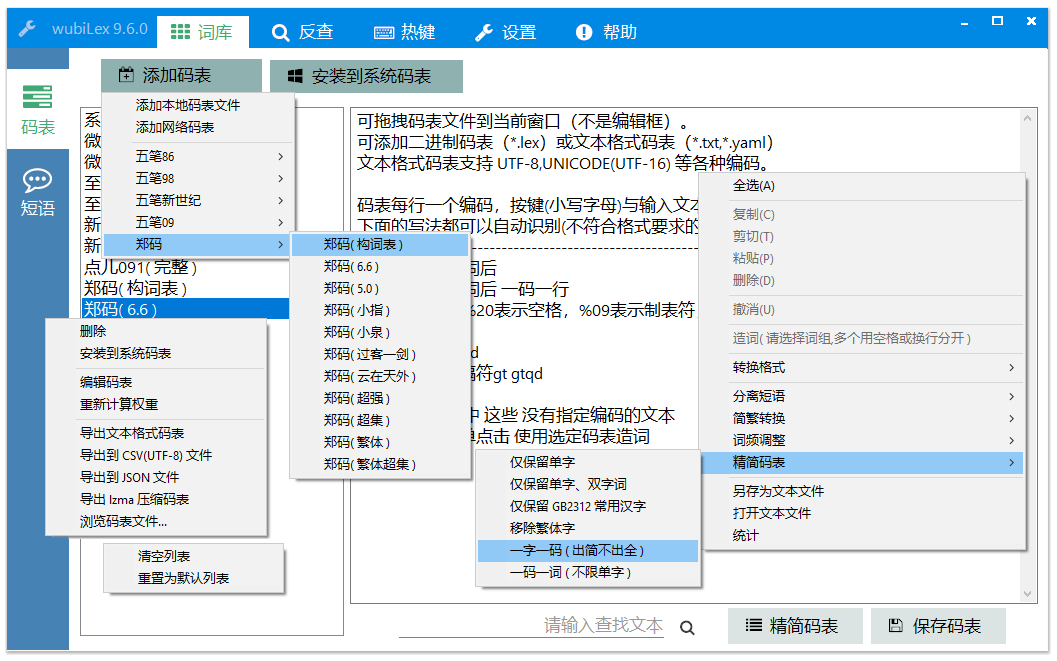 wubiLex 9.6.0
词库
反查
热键
设置
帮助
码表
短语
添加码表
安装到系统码表
系
微
微
至
至
新
新
点儿091( 完整 )
郑码( 构词表 )
郑码( 6.6 )
添加本地码表文件
添加网络码表
五笔86
五笔98
五笔新世纪
五笔09
郑码
郑码( 构词表 )
郑码( 6.6 )
郑码( 5.0 )
郑码( 小指 )
郑码( 小泉 )
郑码( 过客一剑 )
郑码( 云在天外 )
郑码( 超强 )
郑码( 超集 )
郑码( 繁体 )
郑码( 繁体超集 )
删除
安装到系统码表
编辑码表
重新计算权重
导出文本格式码表
导出到 CSV(UTF-8) 文件
导出到 JSON 文件
导出 lzma 压缩码表
浏览码表文件...
清空列表
重置为默认列表
可拖拽码表文件到当前窗口（不是编辑框）。
可添加二进制码表（*.lex）或文本格式码表（*.txt,*.yaml）
文本格式码表支持 UTF-8,UNICODE(UTF-16) 等各种编码。
码表每行一个编码，按键(小写字母)与输入文本
下面的写法都可以自动识别(不符合格式要求的
词后
词后 一码一行
%20表示空格，%09表示制表符
d
隔符gt gtqd
中 这些 没有指定编码的文本
单点击 使用选定码表造词
全选(A)
复制(C)
剪切(T)
粘贴(P)
删除(D)
撤消(U)
造词( 请选择词组,多个用空格或换行分开 )
转换格式
分离短语
简繁转换
词频调整
精简码表
另存为文本文件
打开文本文件
统计
仅保留单字
仅保留单字、双字词
仅保留 GB2312 常用汉字
移除繁体字
一字一码 ( 出简不出全 )
一码一词 ( 不限单字 )
请输入查找文本
精简码表
保存码表